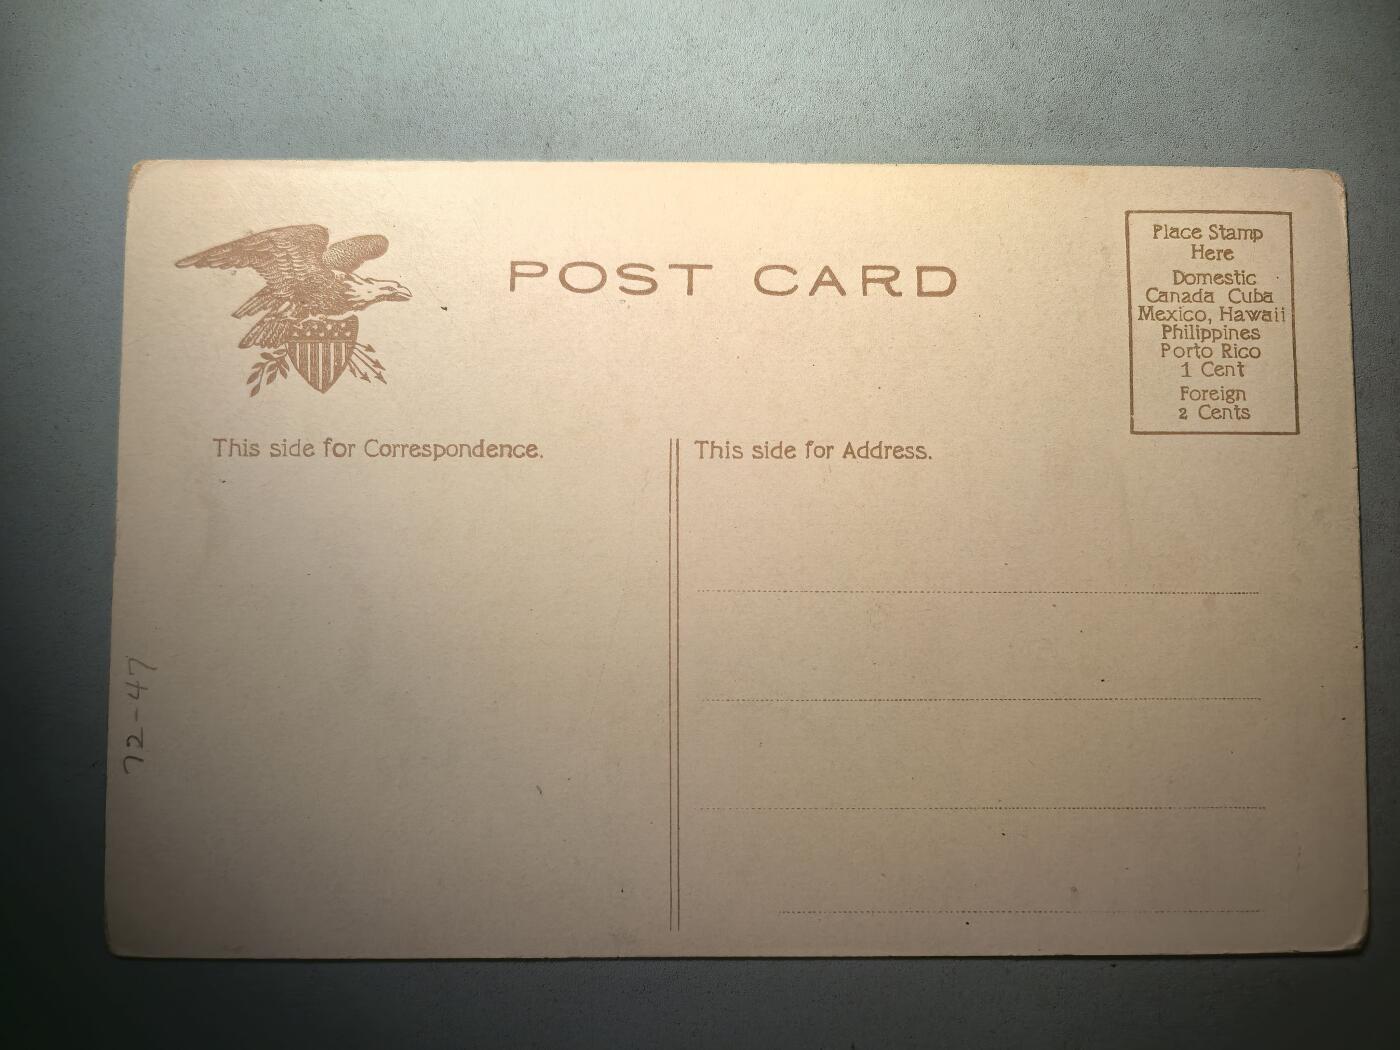 POST CARD
Place Stamp
Here
Domestic
Canada Cuba
Mexico, Hawaii
Philippines
Porto Rico
1 Cent
Foreign
2 Cents
This side for Correspondence.
This side for Address.
72-47